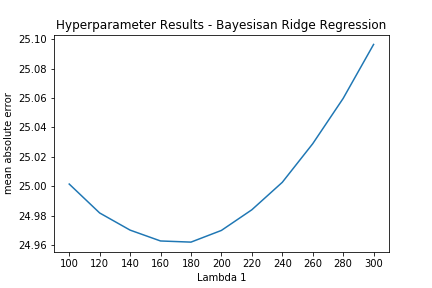 Hyperparameter Results - Bayesisan Ridge Regression
25.10
25.08
25.06
25.04
25.02
25.00
24.98
24.96
mean absolute error
100 120 140 160 180 200 220 240 260 280 300
Lambda 1